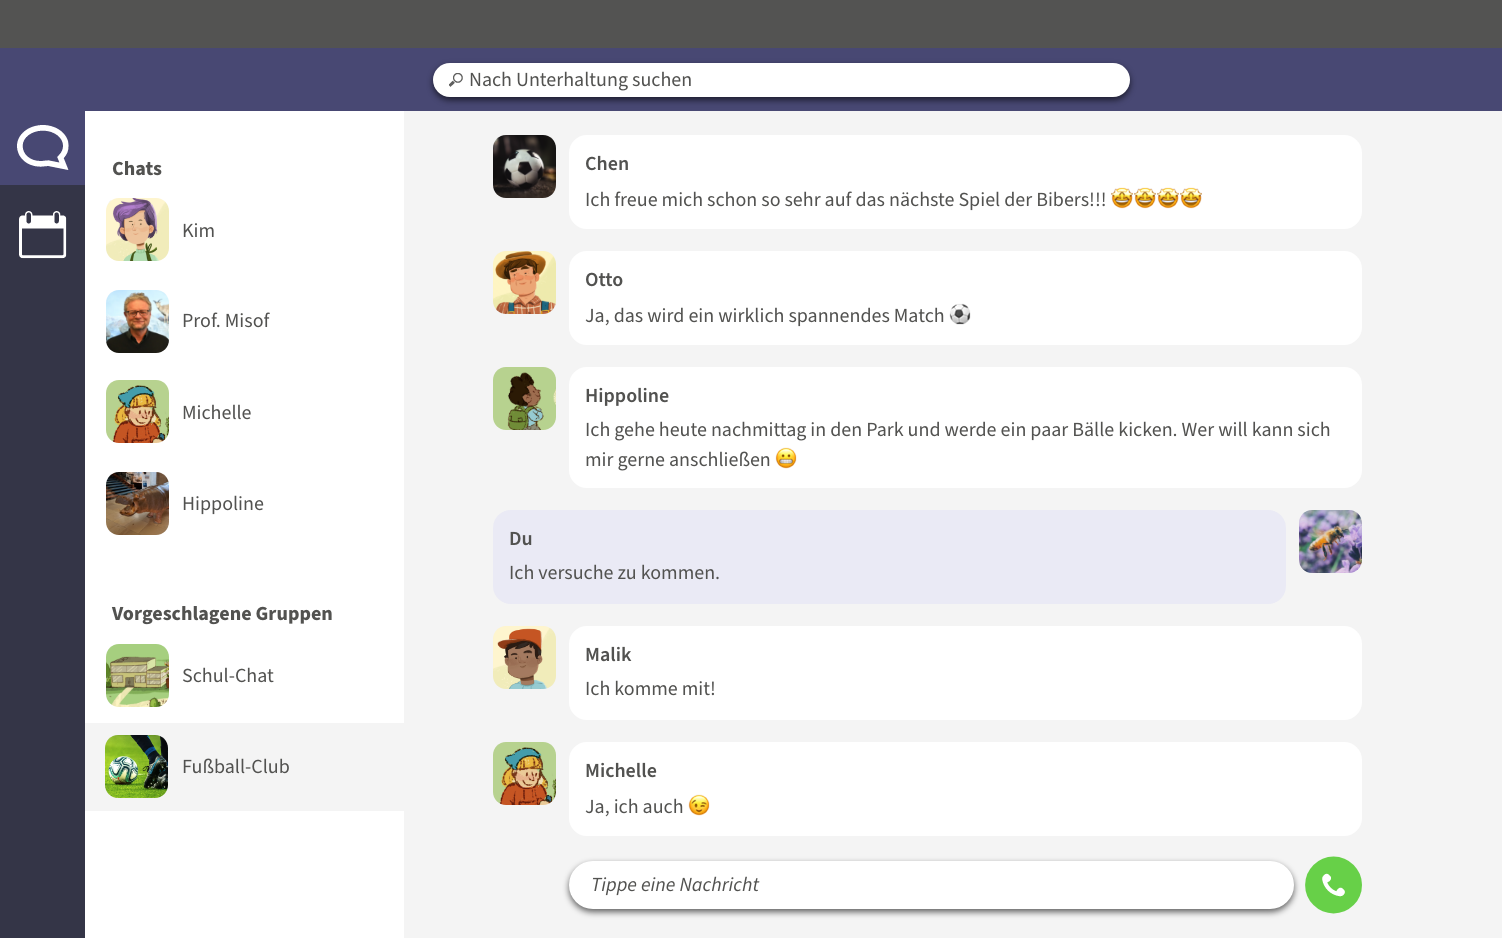 Nach Unterhaltung suchen
Chats
Kim
Prof. Misof
Michelle
Hippoline
Vorgeschlagene Gruppen
Schul-Chat
Fußball-Club
Chen
Ich freue mich schon so sehr auf das nächste Spiel der Bibers!!! 🤩🤩🤩🤩
Otto
Ja, das wird ein wirklich spannendes Match ⚽
Hippoline
Ich gehe heute nachmittag in den Park und werde ein paar Bälle kicken. Wer will kann sich
mir gerne anschließen 😬
Du
Ich versuche zu kommen.
Malik
Ich komme mit!
Michelle
Ja, ich auch 😉
Tippe eine Nachricht